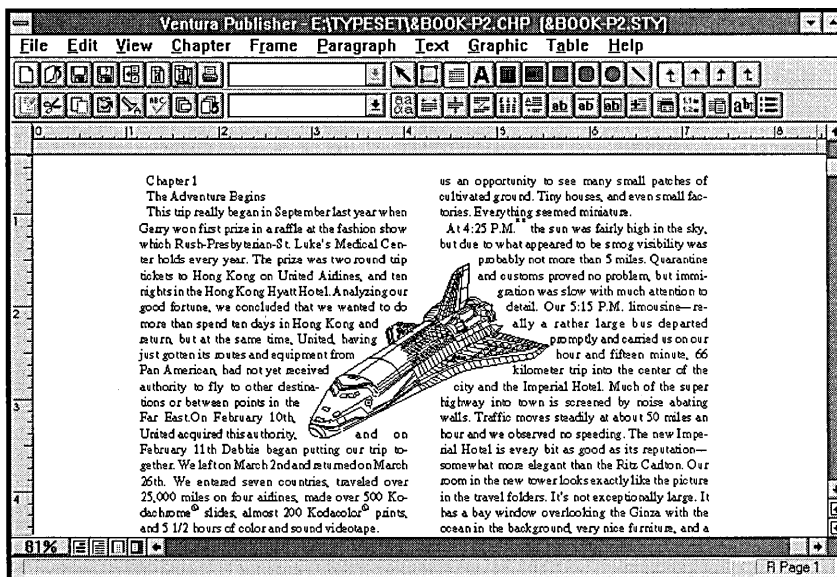 Ventura Publisher - E:\TYPESET\&BOOK-P2.CHP [&BOOK-P2.STY]
File Edit View Chapter Frame Paragraph Text Graphic Table Help
0 1 2 3 4 5 6 7 8
1
2
3
4
Chapter 1
The Adventure Begins
This trip really began in September last year when
Gerry won first prize in a raffle at the fashion show
which Rush-Presbyterian-St. Luke's Medical Cen-
ter holds every year. The prize was two round trip
tickets to Hong Kong on United Airlines, and ten
nights in the Hong Kong Hyatt Hotel. Analyzing our
good fortune, we concluded that we wanted to do
more than spend ten days in Hong Kong and
return, but at the same time, United, having
just gotten its routes and equipment from
Pan American, had not yet received
authority to fly to other destina-
tions or between points in the
Far East.On February 10th,
United acquired this authority, and on
February 11th Debbie began putting our trip to-
gether. We left on March 2nd and returned on March
26th. We entered seven countries, traveled over
25,000 miles on four airlines, made over 500 Ko-
dachrome® slides, almost 200 Kodacolor® prints,
and 5 1/2 hours of color and sound videotape.
us an opportunity to see many small patches of
cultivated ground. Tiny houses, and even small fac-
tories. Everything seemed miniature.
At 4:25 P.M. the sun was fairly high in the sky,
but due to what appeared to be smog visibility was
probably not more than 5 miles. Quarantine
and customs proved no problem, but immi-
gration was slow with much attention to
detail. Our 5:15 P.M. limousine—re-
ally a rather large bus departed
promptly and carried us on our
hour and fifteen minute, 66
kilometer trip into the center of the
city and the Imperial Hotel. Much of the super
highway into town is screened by noise abating
walls. Traffic moves steadily at about 50 miles an
hour and we observed no speeding. The new Impe-
rial Hotel is every bit as good as its reputation—
somewhat more elegant than the Ritz Carlton. Our
room in the new tower looks exactly like the picture
in the travel folders. It's not exceptionally large. It
has a bay window overlooking the Ginza with the
ocean in the background, very nice furniture, and a
81%
R Page 1